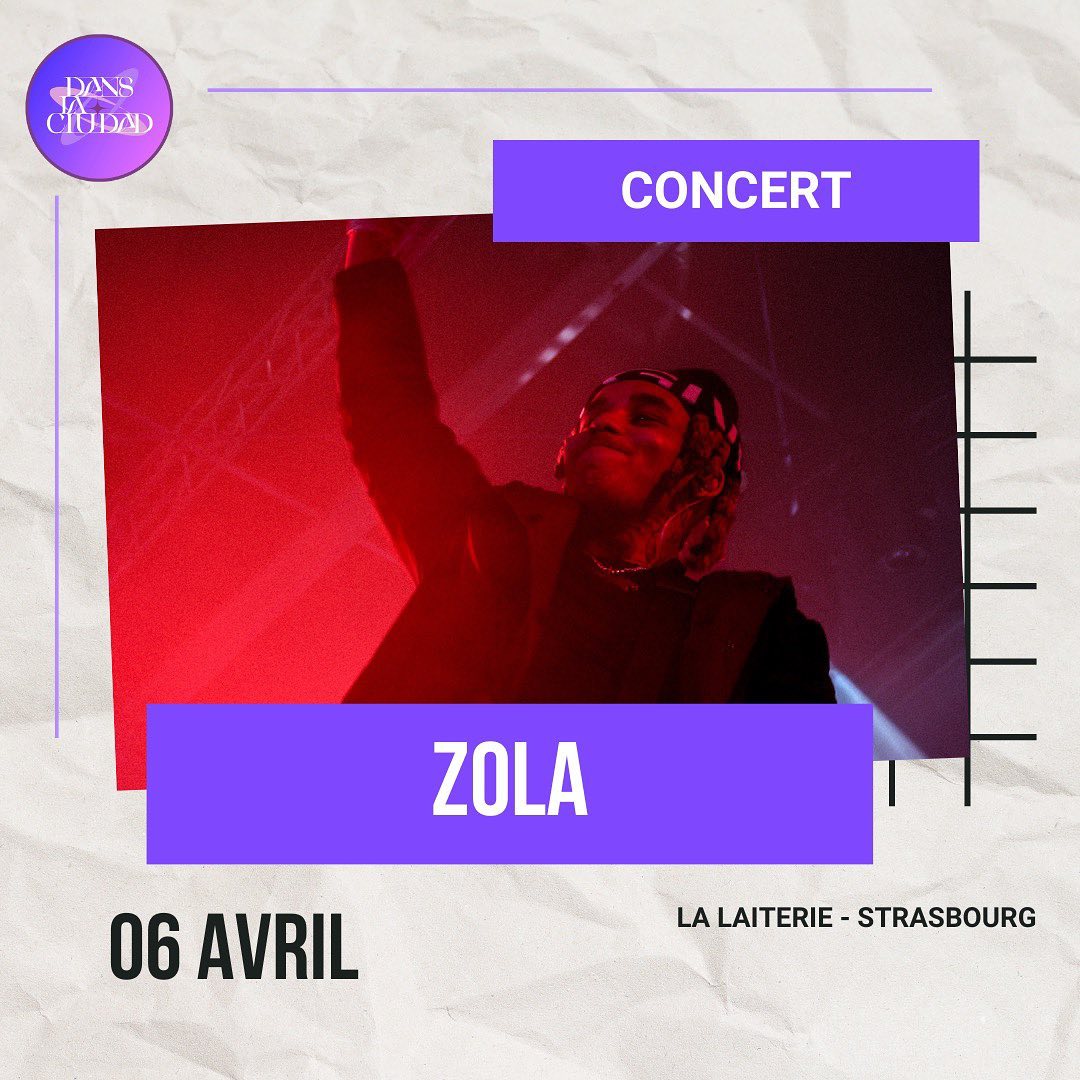 DANS
LA
CIUDAD
CONCERT
ZOLA
06 AVRIL
LA LAITERIE - STRASBOURG